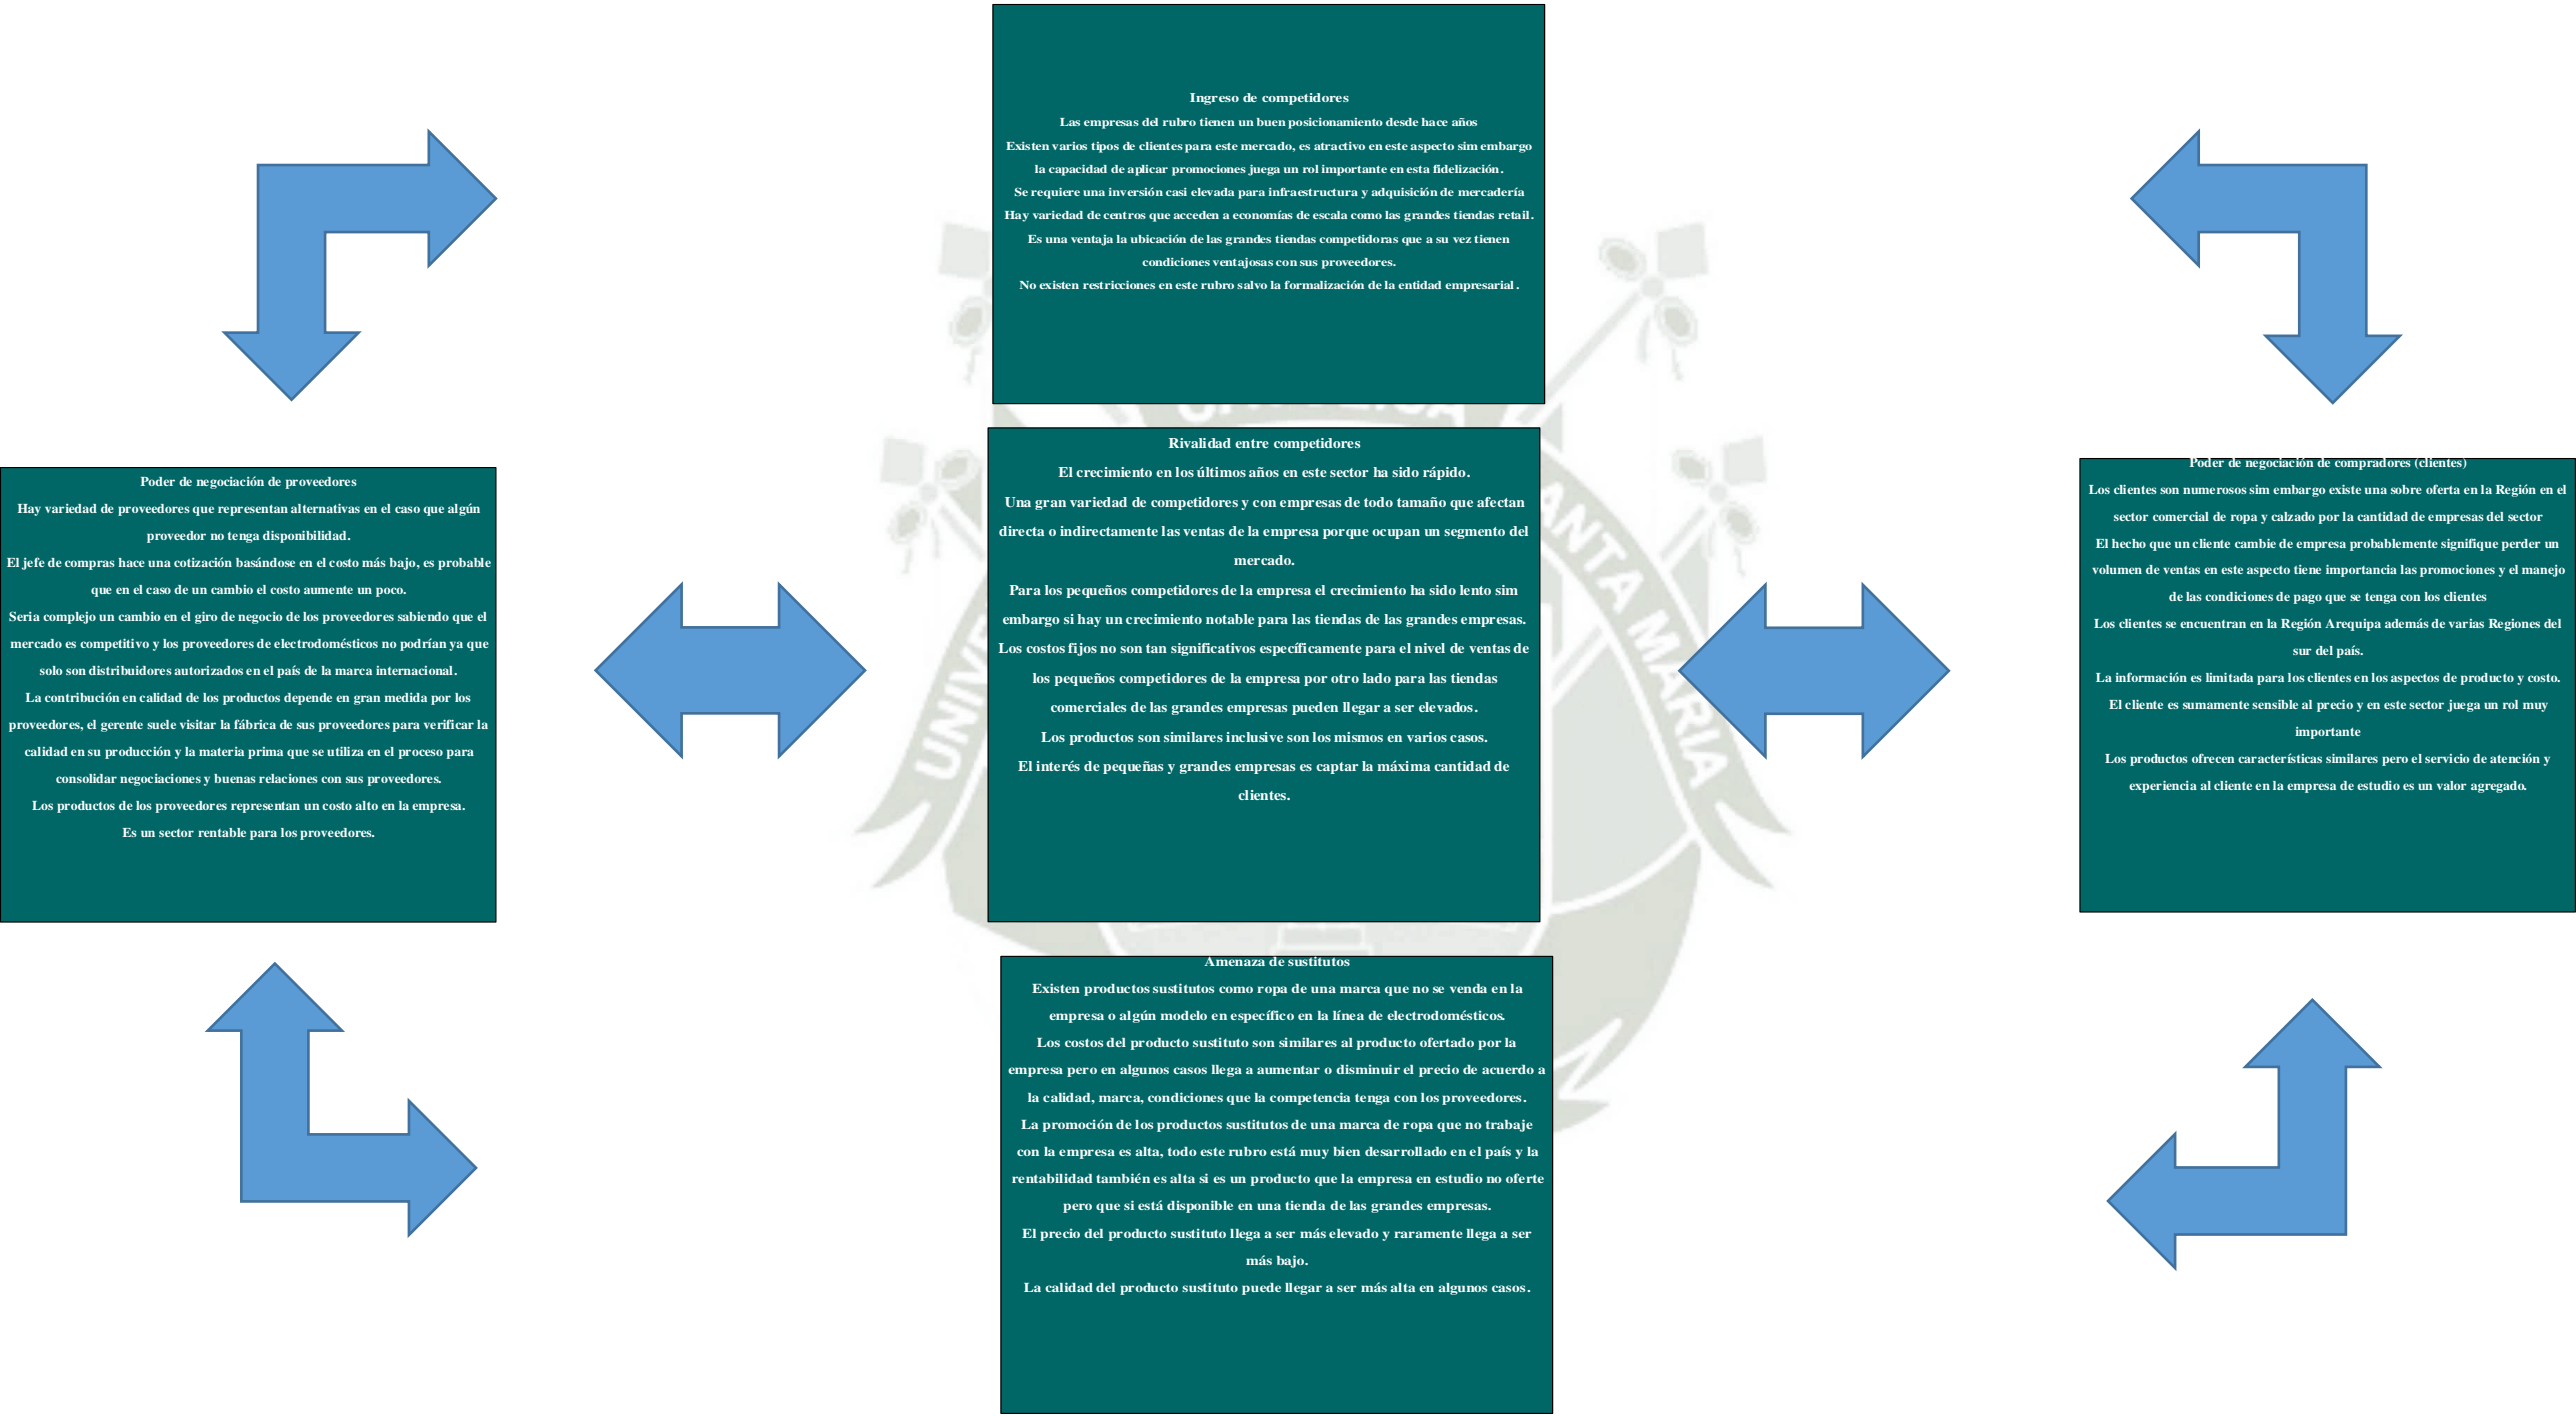 Ingreso de competidores
Las empresas del rubro tienen un buen posicionamiento desde hace años
Existen varios tipos de clientes para este mercado, es atractivo en este aspecto sim embargo
la capacidad de aplicar promociones juega un rol importante en esta fidelización.
Se requiere una inversión casi elevada para infraestructura y adquisición de mercadería
Hay variedad de centros que acceden a economías de escala como las grandes tiendas retail.
Es una ventaja la ubicación de las grandes tiendas competidoras que a su vez tienen
condiciones ventajosas con sus proveedores.
No existen restricciones en este rubro salvo la formalización de la entidad empresarial.
Poder de negociación de proveedores
Hay variedad de proveedores que representan alternativas en el caso que algún
proveedor no tenga disponibilidad.
El jefe de compras hace una cotización basándose en el costo más bajo, es probable
que en el caso de un cambio el costo aumente un poco.
Seria complejo un cambio en el giro de negocio de los proveedores sabiendo que el
mercado es competitivo y los proveedores de electrodomésticos no podrían ya que
solo son distribuidores autorizados en el país de la marca internacional.
La contribución en calidad de los productos depende en gran medida por los
proveedores, el gerente suele visitar la fábrica de sus proveedores para verificar la
calidad en su producción y la materia prima que se utiliza en el proceso para
consolidar negociaciones y buenas relaciones con sus proveedores.
Los productos de los proveedores representan un costo alto en la empresa.
Es un sector rentable para los proveedores.
Rivalidad entre competidores
El crecimiento en los últimos años en este sector ha sido rápido.
Una gran variedad de competidores y con empresas de todo tamaño que afectan
directa o indirectamente las ventas de la empresa porque ocupan un segmento del
mercado.
Para los pequeños competidores de la empresa el crecimiento ha sido lento sim
embargo si hay un crecimiento notable para las tiendas de las grandes empresas.
Los costos fijos no son tan significativos específicamente para el nivel de ventas de
los pequeños competidores de la empresa por otro lado para las tiendas
comerciales de las grandes empresas pueden llegar a ser elevados.
Los productos son similares inclusive son los mismos en varios casos.
El interés de pequeñas y grandes empresas es captar la máxima cantidad de
clientes.
Poder de negociación de compradores (clientes)
Los clientes son numerosos sim embargo existe una sobre oferta en la Región en el
sector comercial de ropa y calzado por la cantidad de empresas del sector
El hecho que un cliente cambie de empresa probablemente signifique perder un
volumen de ventas en este aspecto tiene importancia las promociones y el manejo
de las condiciones de pago que se tenga con los clientes
Los clientes se encuentran en la Región Arequipa además de varias Regiones del
sur del país.
La información es limitada para los clientes en los aspectos de producto y costo.
El cliente es sumamente sensible al precio y en este sector juega un rol muy
importante
Los productos ofrecen características similares pero el servicio de atención y
experiencia al cliente en la empresa de estudio es un valor agregado.
Amenaza de sustitutos
Existen productos sustitutos como ropa de una marca que no se venda en la
empresa o algún modelo en específico en la línea de electrodomésticos.
Los costos del producto sustituto son similares al producto ofertado por la
empresa pero en algunos casos llega a aumentar o disminuir el precio de acuerdo a
la calidad, marca, condiciones que la competencia tenga con los proveedores.
La promoción de los productos sustitutos de una marca de ropa que no trabaje
con la empresa es alta, todo este rubro está muy bien desarrollado en el país y la
rentabilidad también es alta si es un producto que la empresa en estudio no oferte
pero que si está disponible en una tienda de las grandes empresas.
El precio del producto sustituto llega a ser más elevado y raramente llega a ser
más bajo.
La calidad del producto sustituto puede llegar a ser más alta en algunos casos.
MARIA